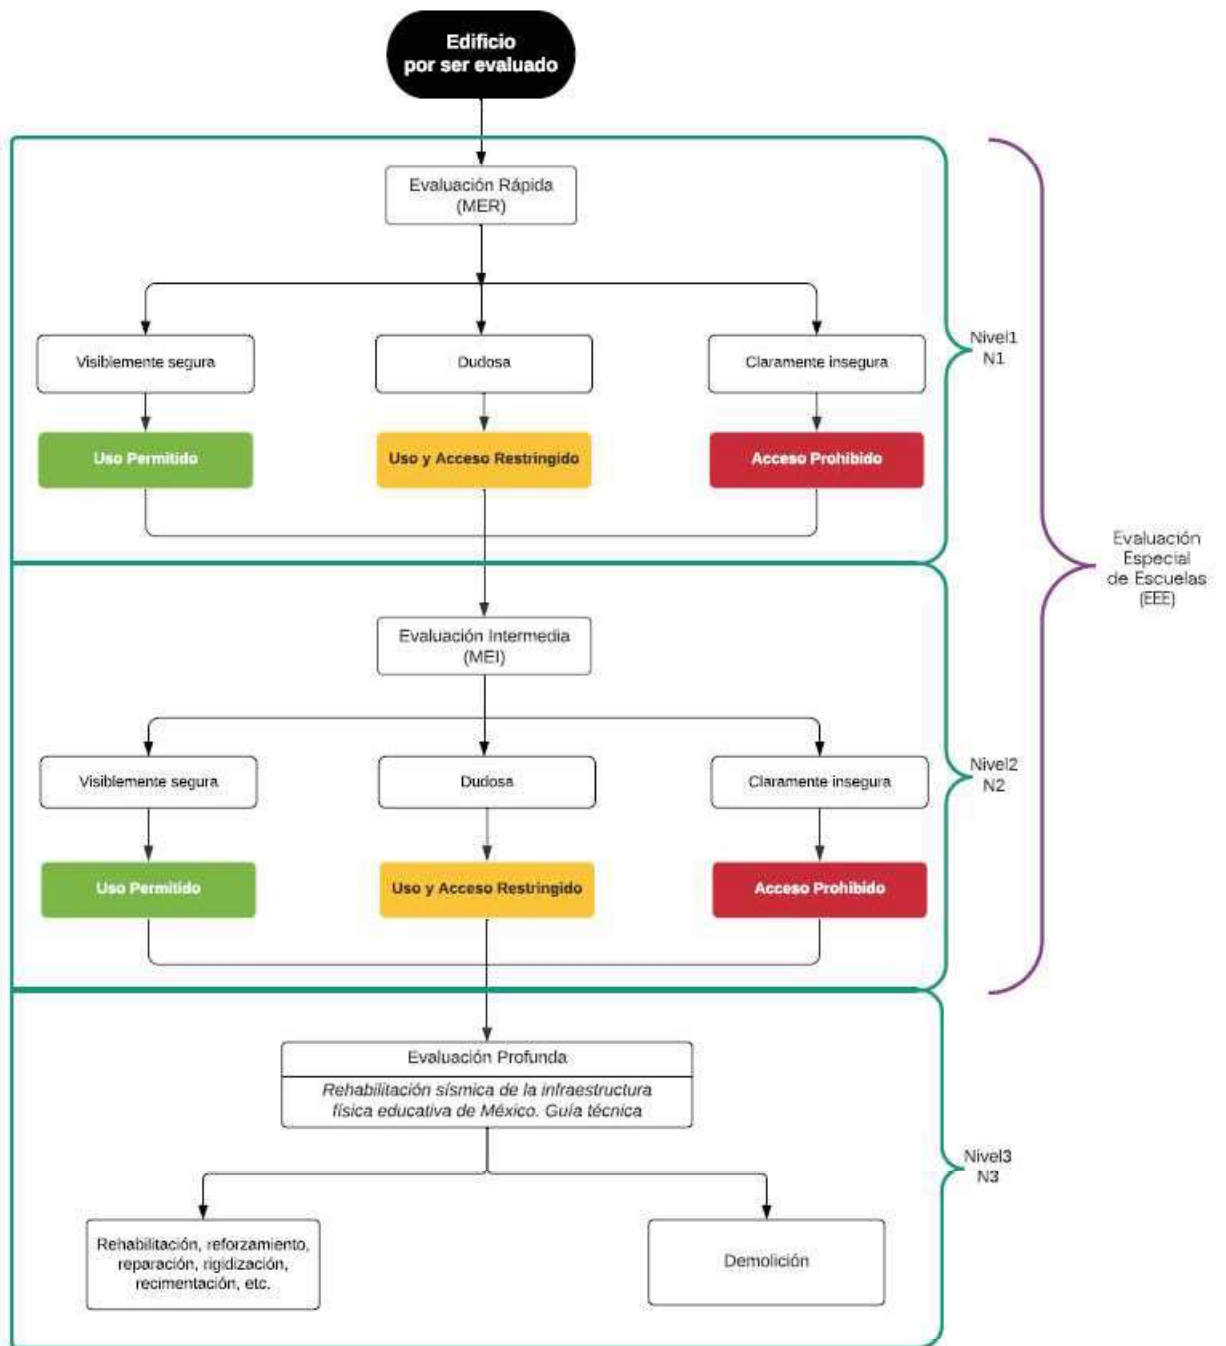 Edificio
por ser evaluado
Evaluación Rápida
(MER)
Visiblemente segura
Dudosa
Claramente insegura
Uso Permitido
Uso y Acceso Restringido
Acceso Prohibido
Nivel1
N1
Evaluación
Especial
de Escuelas
(EEE)
Evaluación Intermedia
(MEI)
Visiblemente segura
Dudosa
Claramente insegura
Uso Permitido
Uso y Acceso Restringido
Acceso Prohibido
Nivel2
N2
Evaluación Profunda
Rehabilitación sísmica de la infraestructura
física educativa de México. Guía técnica
Rehabilitación, reforzamiento,
reparación, rigidización,
recimentación, etc.
Demolición
Nivel3
N3